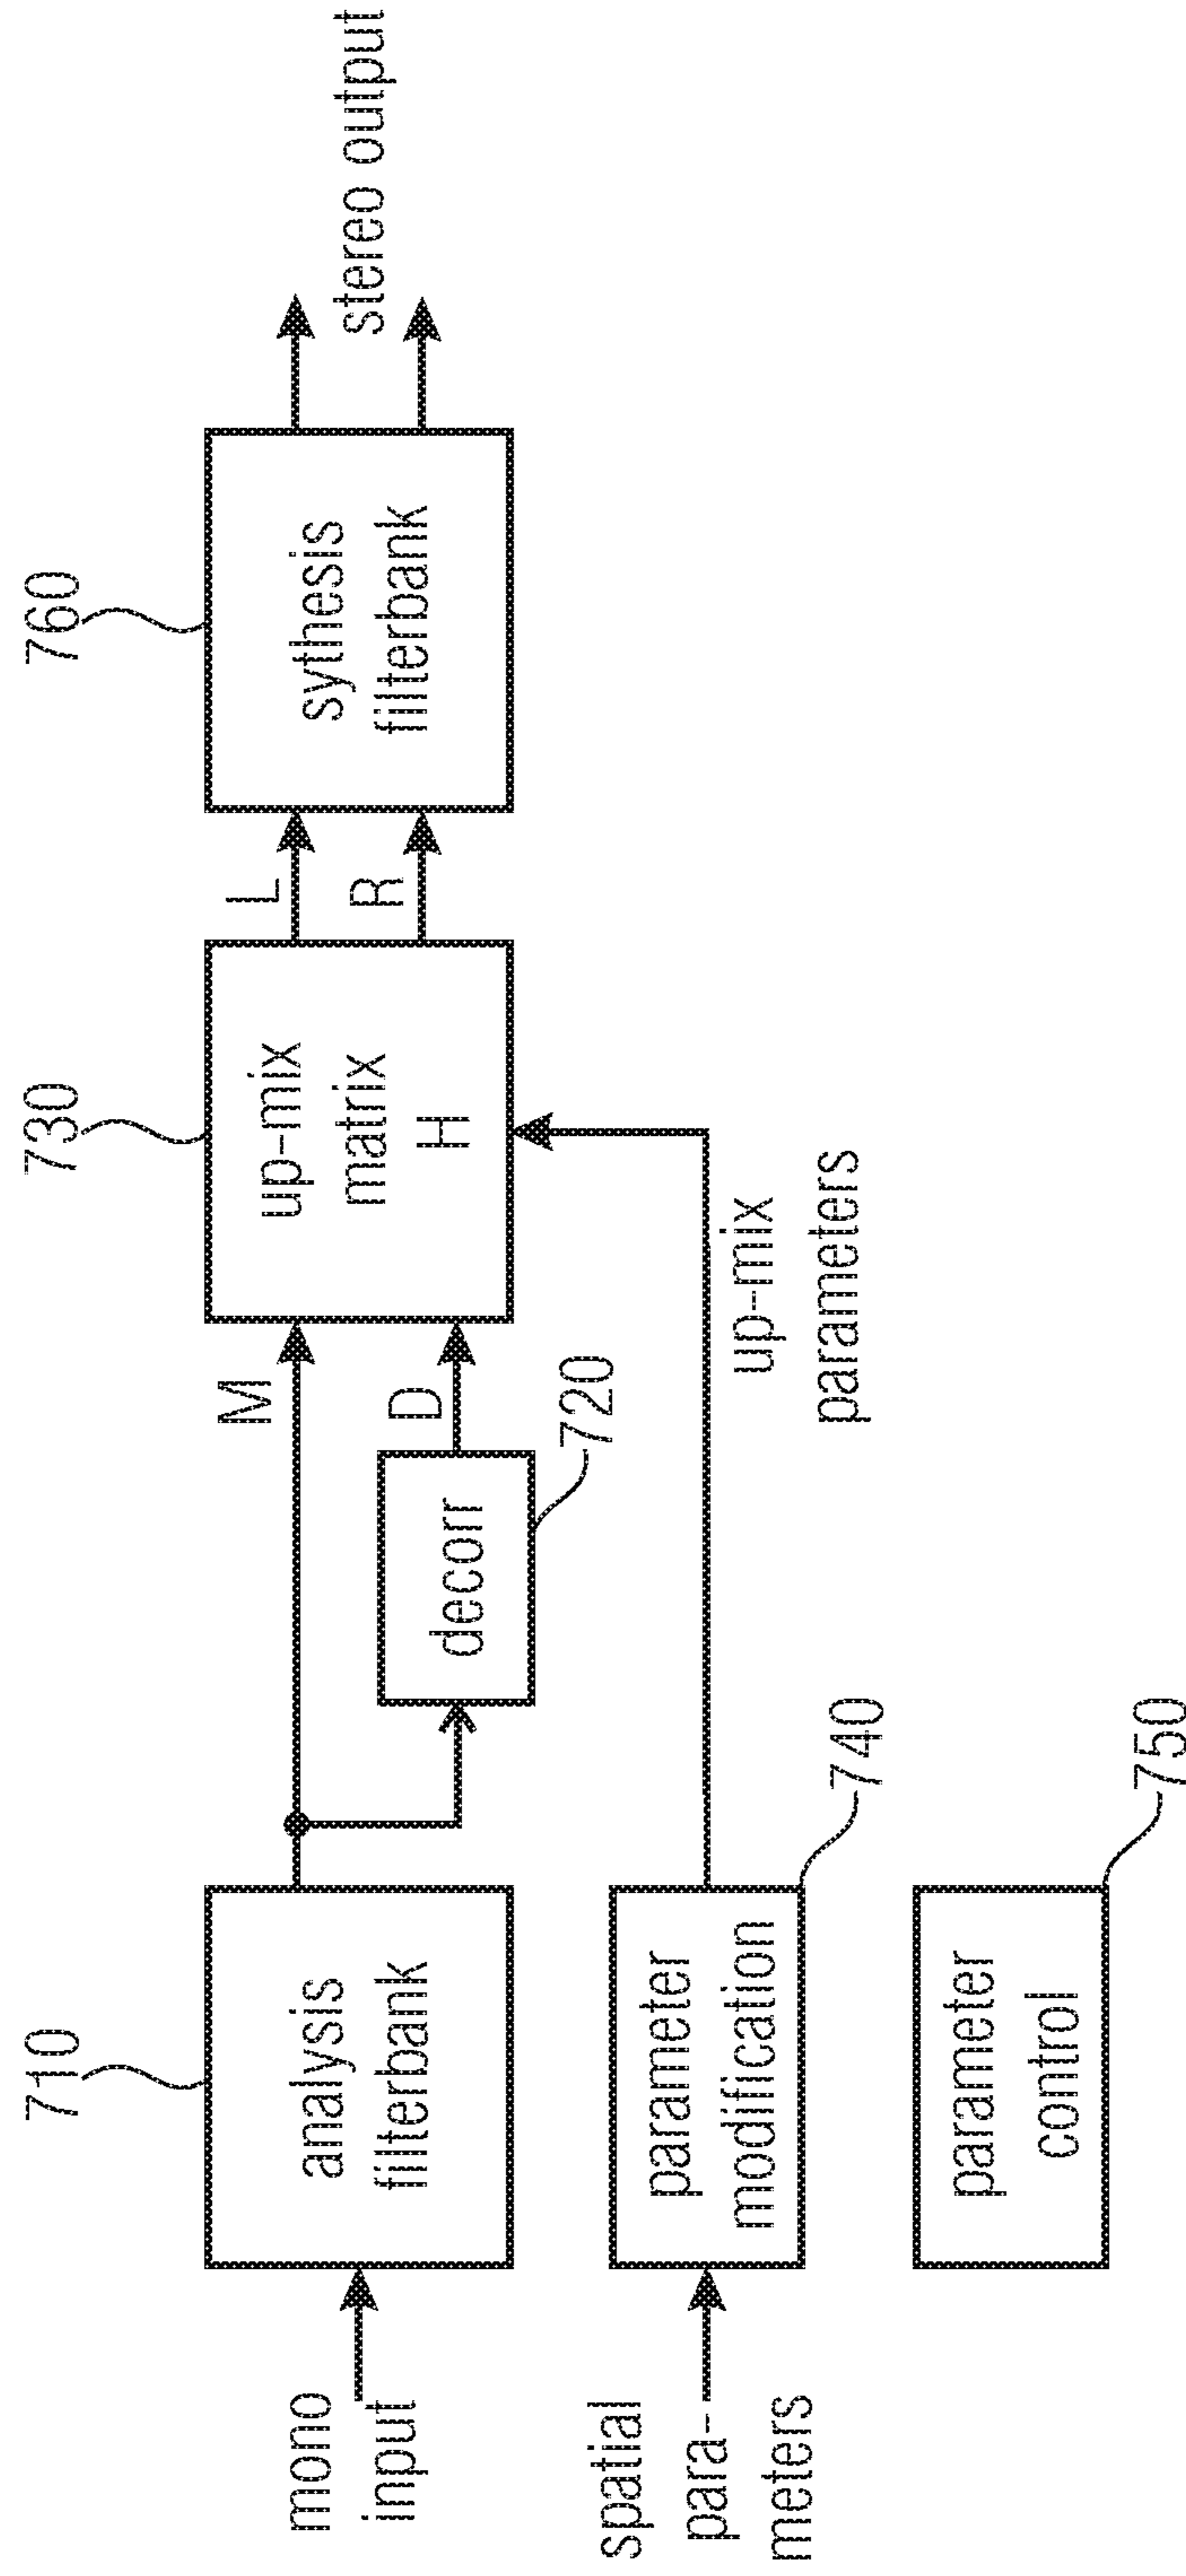 710
730
760
mono
input
analysis
filterbank
M
up-mix
matrix
H
L
R
sythesis
filterbank
stereo output
decorr
D
720
spatial
para-
meters
parameter
modification
740
up-mix
parameters
parameter
control
750